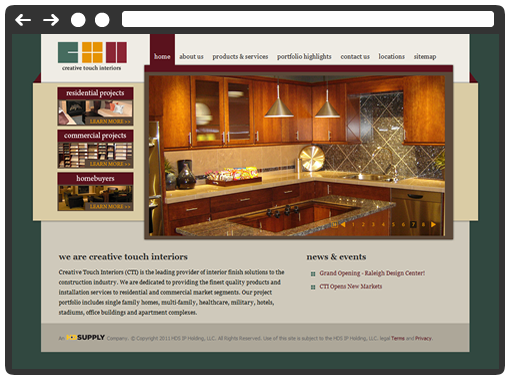 creative touch interiors
home about us products & services portfolio highlights contact us locations sitemap
residential projects
LEARN MORE >>
commercial projects
LEARN MORE >>
homebuyers
LEARN MORE >>
1 2 3 4 5 6 7 8
we are creative touch interiors
Creative Touch Interiors (CTI) is the leading provider of interior finish solutions to the
construction industry. We are dedicated to providing the finest quality products and
installation services to residential and commercial market segments. Our project
portfolio includes single family homes, multi-family, healthcare, military, hotels,
stadiums, office buildings and apartment complexes.
news & events
Grand Opening - Raleigh Design Center!
CTI Opens New Markets
An HD SUPPLY Company. © Copyright 2011 HDS IP Holding, LLC. All Rights Reserved. Use of this site is subject to the HDS IP Holding, LLC. legal Terms and Privacy.